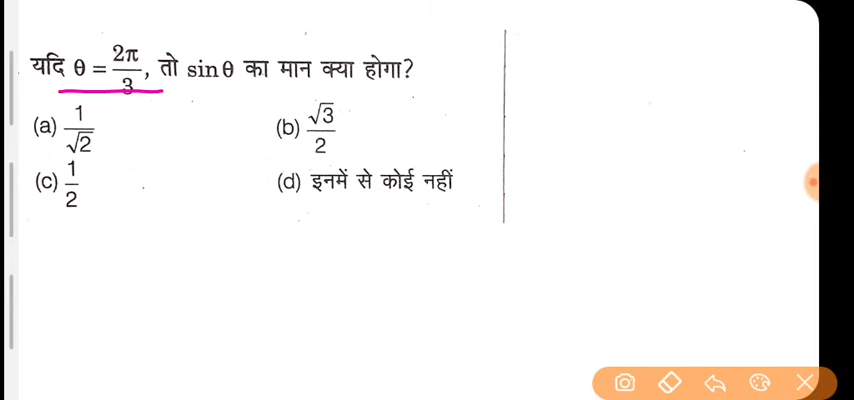 यदि θ = 2π/3, तो sinθ का मान क्या होगा?
(a) 1/√2 (b) √3/2
(c) 1/2 (d) इनमें से कोई नहीं